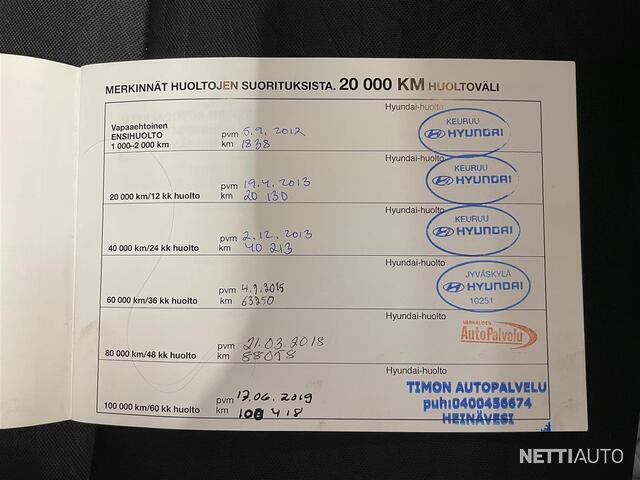 MERKINNÄT HUOLTOJEN SUORITUKSISTA. 20 000 KM HUOLTOVÄLI
Hyundai-huolto
Vapaaehtoinen
ENSIHUOLTO
1 000–2 000 km
pvm 5.9.2012
km 1838
KEURUU
HYUNDAI
Hyundai-huolto
20 000 km/12 kk huolto
pvm 19.4.2013
km 20 130
KEURUU
HYUNDAI
Hyundai-huolto
40 000 km/24 kk huolto
pvm 2.12.2013
km 40 213
KEURUU
HYUNDAI
Hyundai-huolto
60 000 km/36 kk huolto
pvm 4.9.2015
km 63250
JYVÄSKYLÄ
HYUNDAI
10251
Hyundai-huolto
80 000 km/48 kk huolto
pvm 21.03.2018
km 88078
AutoPalvelu
Hyundai-huolto
100 000 km/60 kk huolto
pvm 17.06.2019
km 108 418
TIMON AUTOPALVELU
puh:0400456674
HEINÄVESI
NETTIAUTO